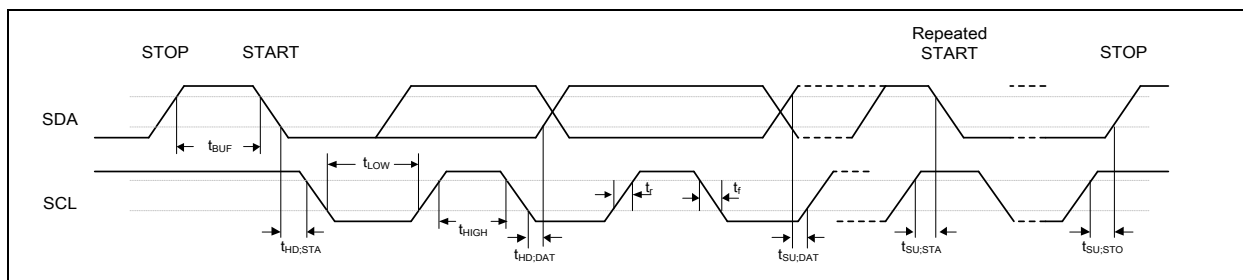 STOP
START
Repeated
START
STOP
SDA
tBUF
tLOW
SCL
tr
tf
tHIGH
tHD;STA
tHD;DAT
tSU;DAT
tSU;STA
tSU;STO